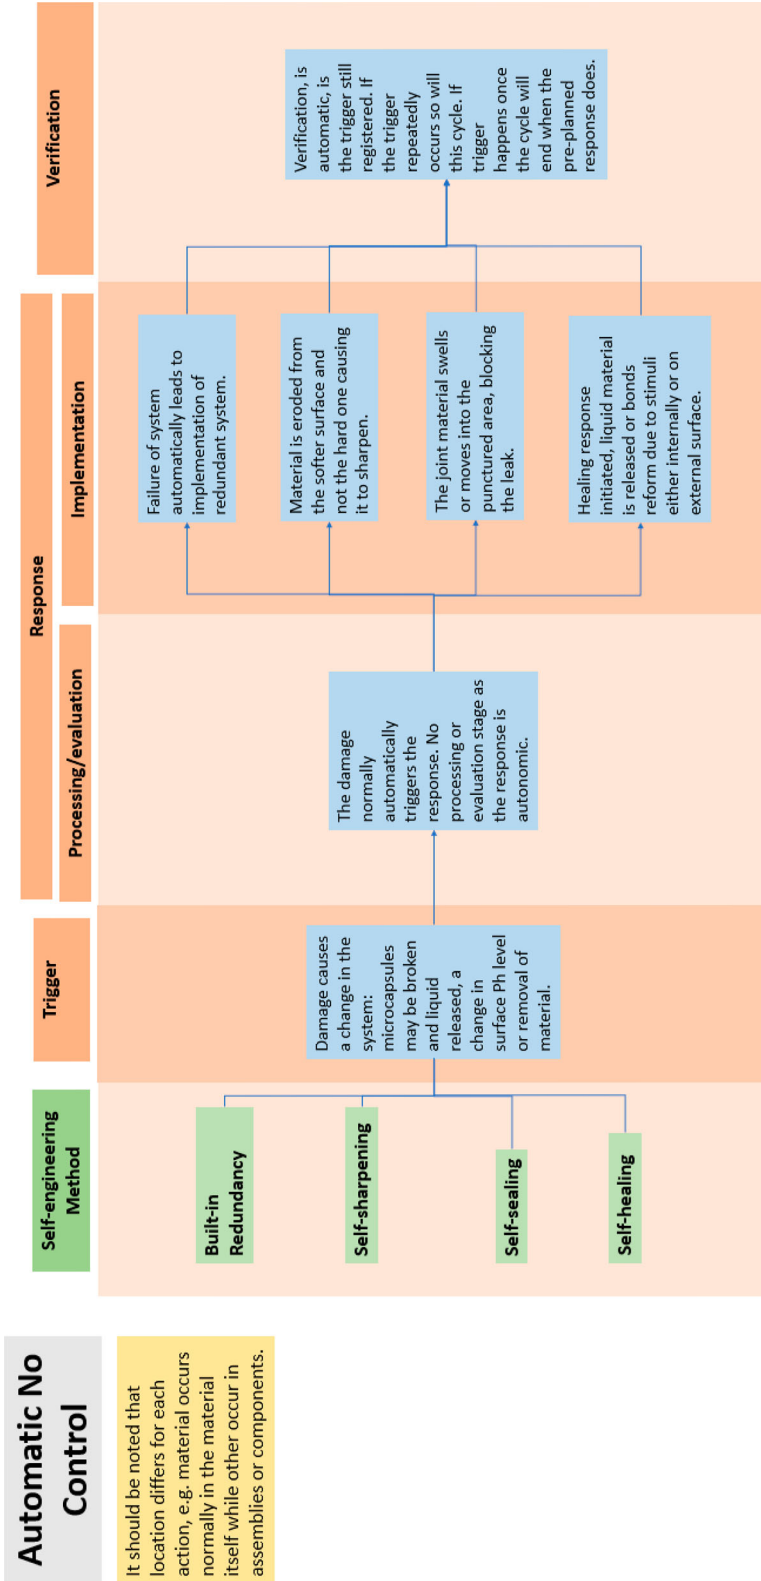 Automatic No
Control
It should be noted that
location differs for each
action, e.g. material occurs
normally in the material
itself while other occur in
assemblies or components.
Self-engineering
Method
Trigger
Response
Processing/evaluation
Implementation
Verification
Built-in
Redundancy
Self-sharpening
Self-sealing
Self-healing
Damage causes
a change in the
system:
microcapsules
may be broken
and liquid
released, a
change in
surface Ph level
or removal of
material.
The damage
normally
automatically
triggers the
response. No
processing or
evaluation stage as
the response is
autonomic.
Failure of system
automatically leads to
implementation of
redundant system.
Material is eroded from
the softer surface and
not the hard one causing
it to sharpen.
The joint material swells
or moves into the
punctured area, blocking
the leak.
Healing response
initiated, liquid material
is released or bonds
reform due to stimuli
either internally or on
external surface.
Verification, is
automatic, is
the trigger still
registered. If
the trigger
repeatedly
occurs so will
this cycle. If
trigger
happens once
the cycle will
end when the
pre-planned
response does.